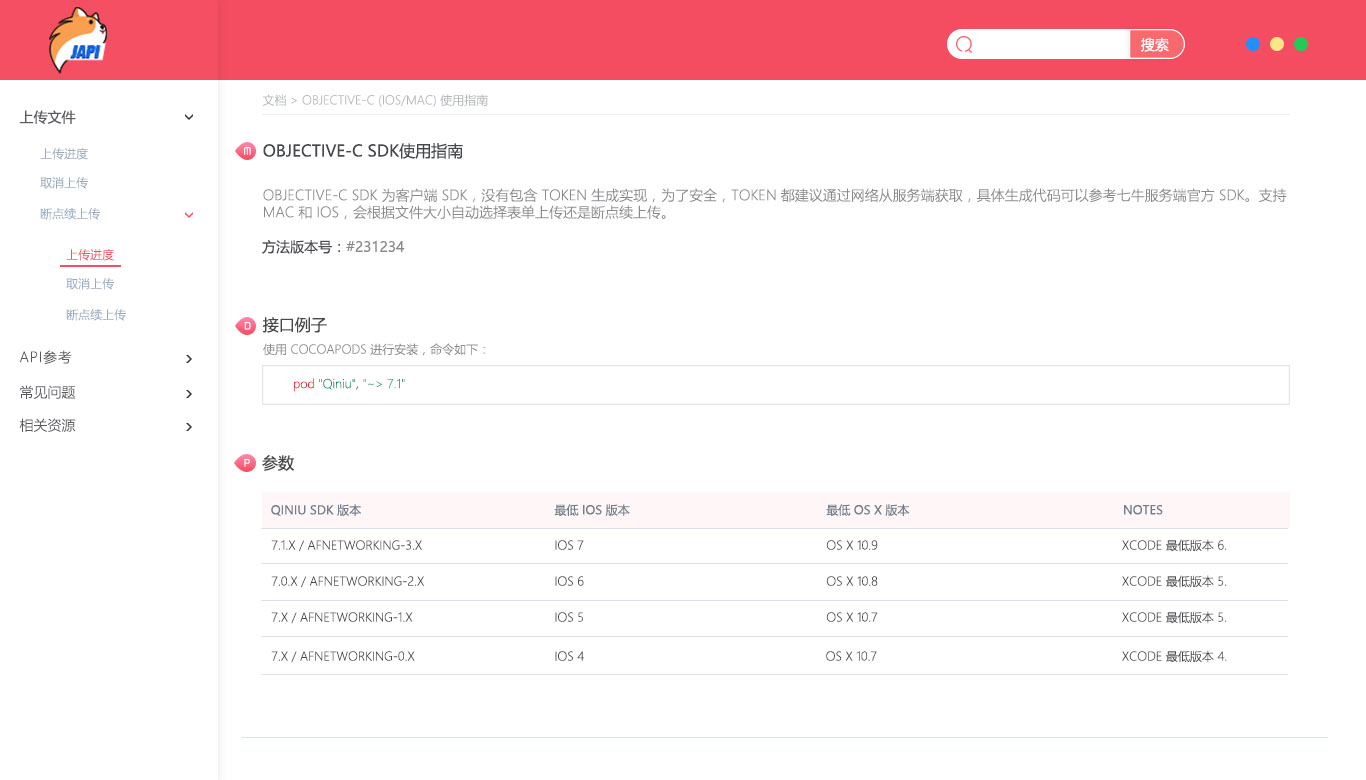 JAPI
搜索
上传文件
上传进度
取消上传
断点续上传
上传进度
取消上传
断点续上传
API参考
常见问题
相关资源
文档 > OBJECTIVE-C (IOS/MAC) 使用指南
M OBJECTIVE-C SDK使用指南
OBJECTIVE-C SDK 为客户端 SDK，没有包含 TOKEN 生成实现，为了安全，TOKEN 都建议通过网络从服务端获取，具体生成代码可以参考七牛服务端官方 SDK。支持
MAC 和 IOS，会根据文件大小自动选择表单上传还是断点续上传。
方法版本号：#231234
D 接口例子
使用 COCOAPODS 进行安装，命令如下：
pod "Qiniu", "~> 7.1"
P 参数
QINIU SDK 版本 最低 IOS 版本 最低 OS X 版本 NOTES
7.1.X / AFNETWORKING-3.X IOS 7 OS X 10.9 XCODE 最低版本 6.
7.0.X / AFNETWORKING-2.X IOS 6 OS X 10.8 XCODE 最低版本 5.
7.X / AFNETWORKING-1.X IOS 5 OS X 10.7 XCODE 最低版本 5.
7.X / AFNETWORKING-0.X IOS 4 OS X 10.7 XCODE 最低版本 4.